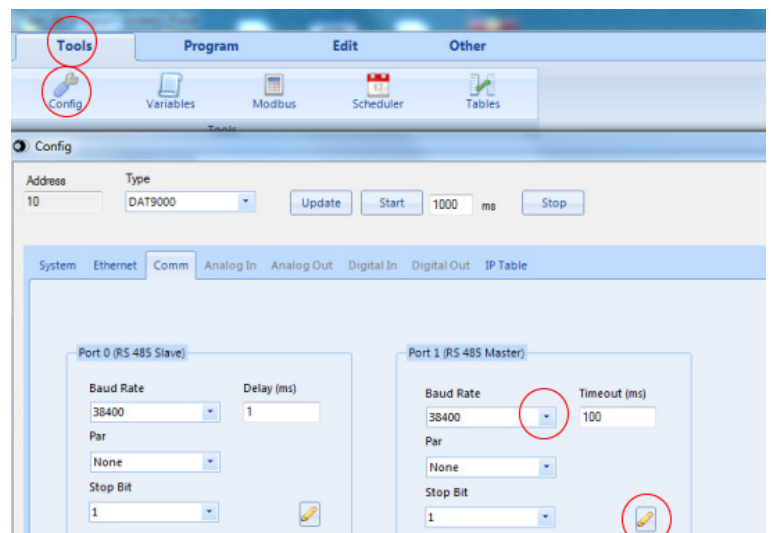 Tools Program Edit Other
Config Variables Modbus Scheduler Tables
Tools
Config
Address Type
10 DAT9000 Update Start 1000 ms Stop
System Ethernet Comm Analog In Analog Out Digital In Digital Out IP Table
Port 0 (RS 485 Slave) Port 1 (RS 485 Master)
Baud Rate Delay (ms) Baud Rate Timeout (ms)
38400 1 38400 100
Par Par
None None
Stop Bit Stop Bit
1 1